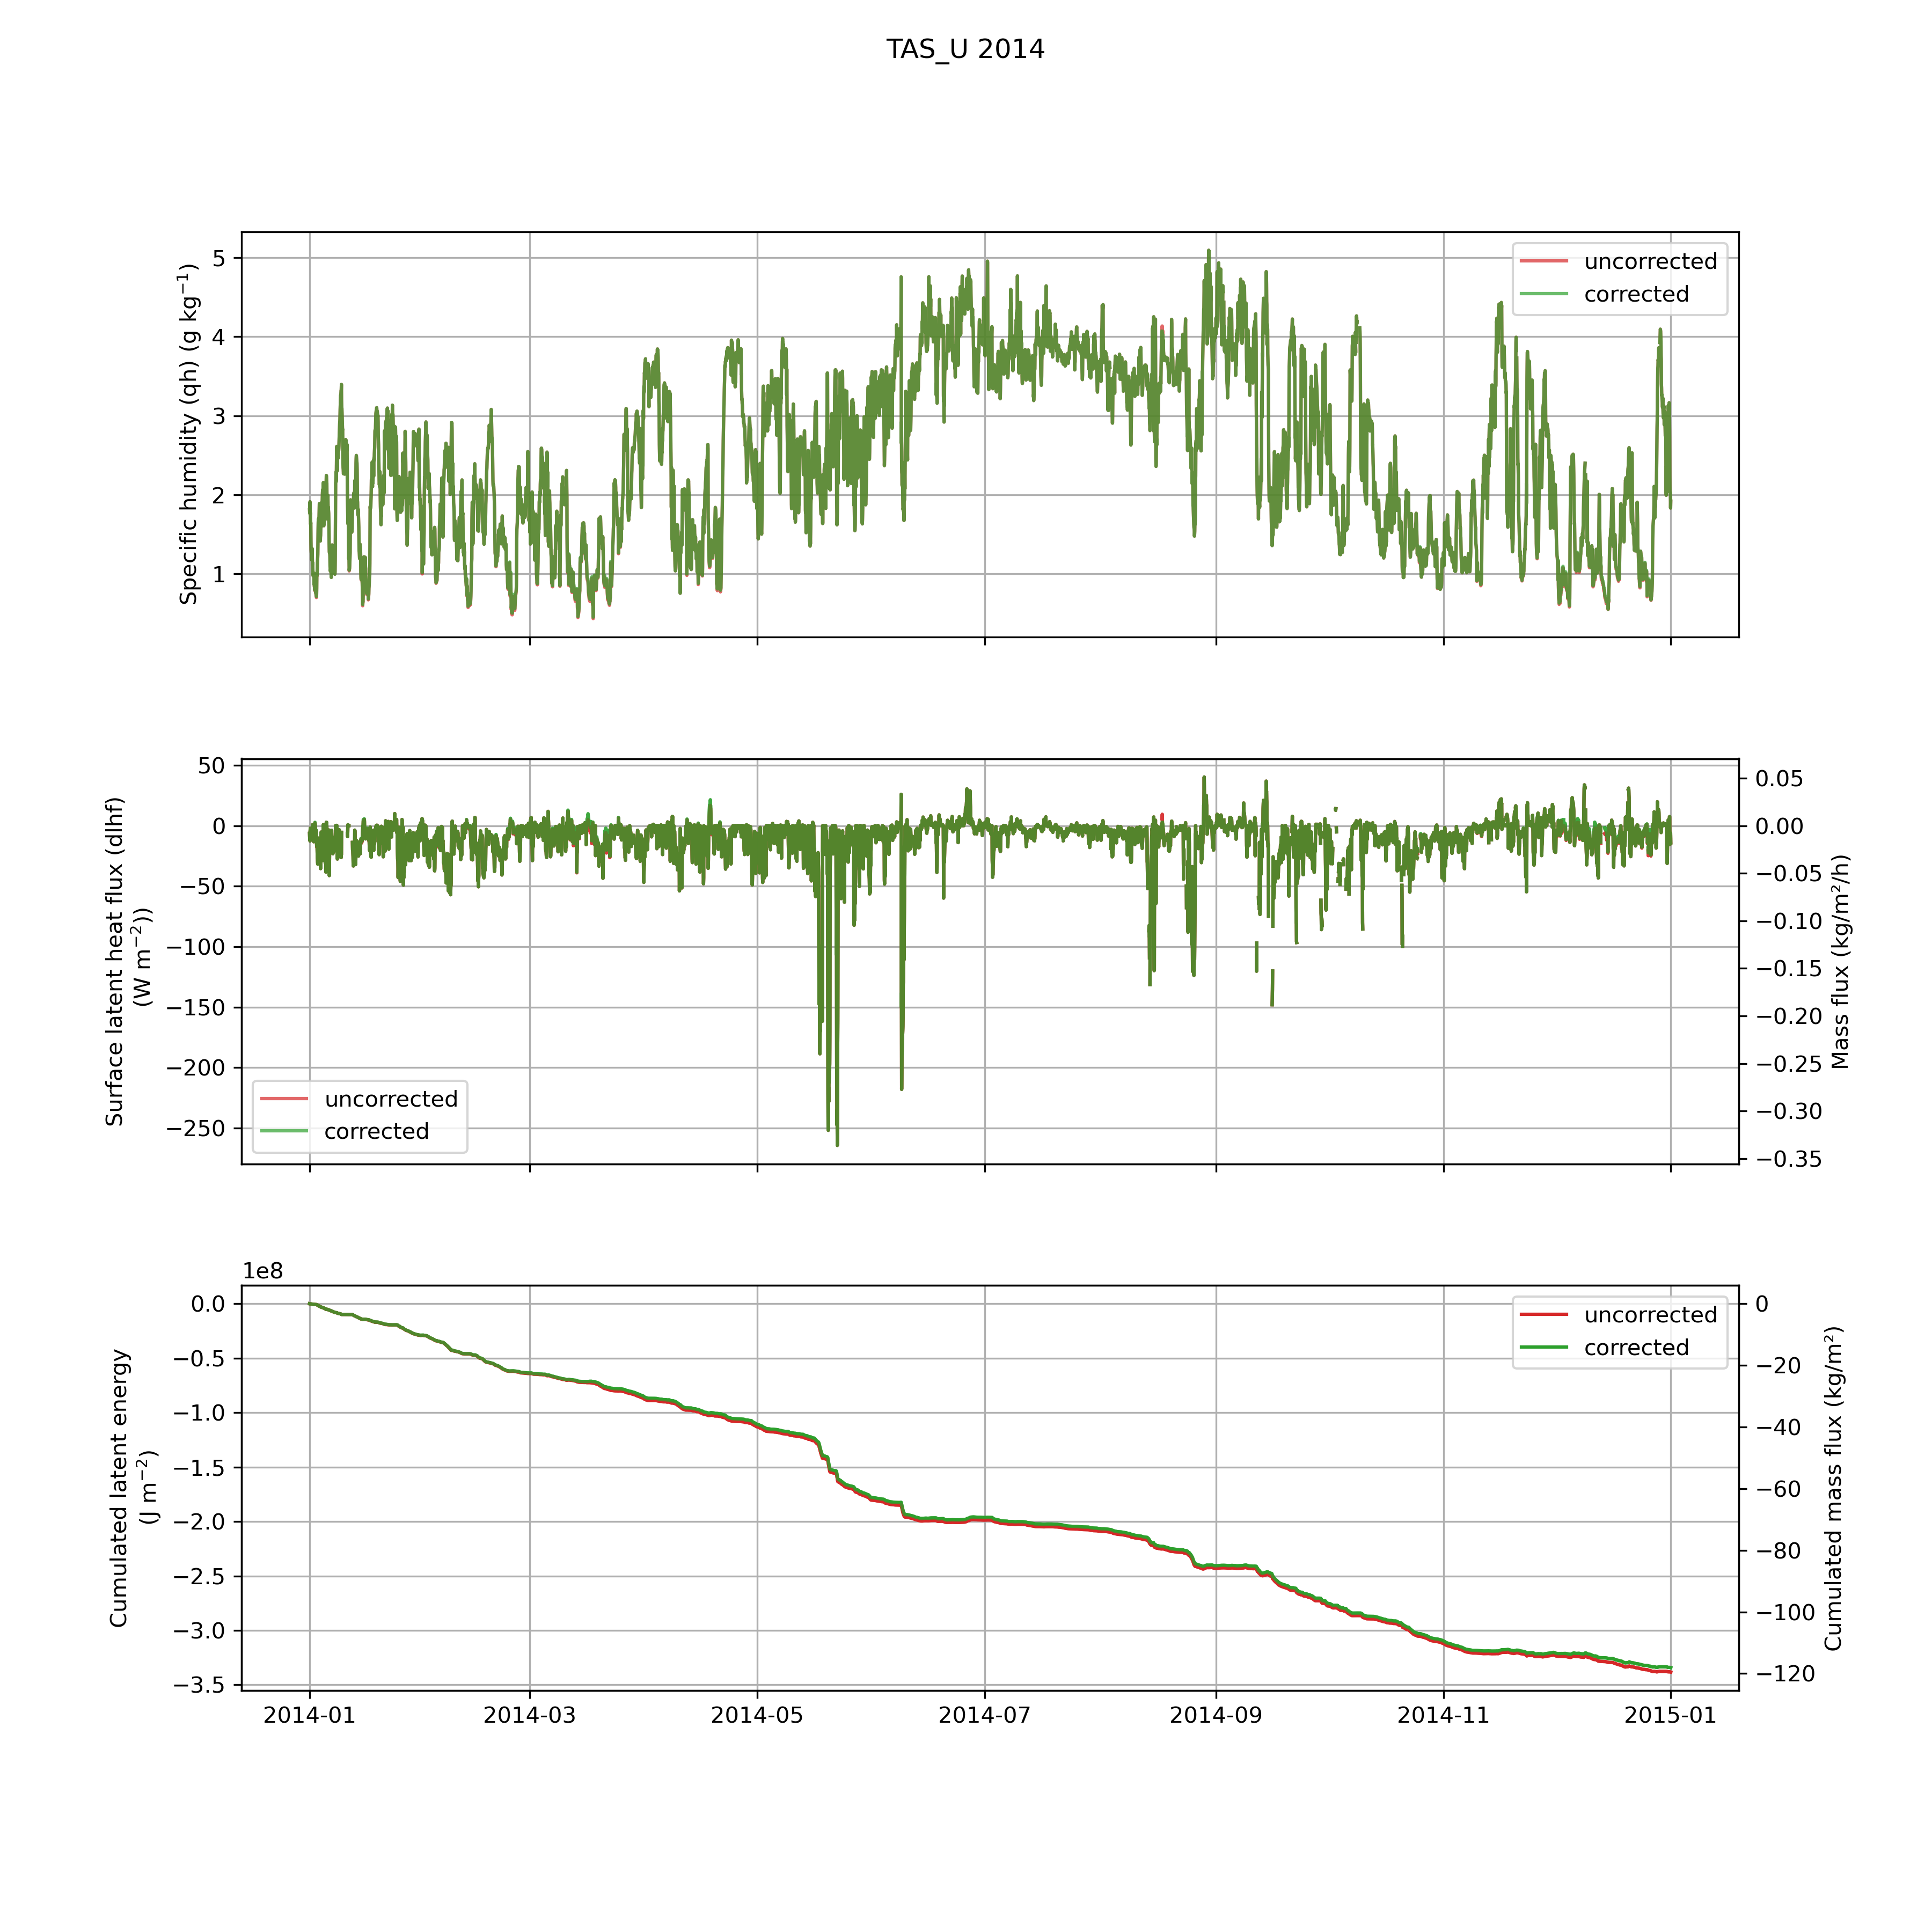 TAS_U 2014
Specific humidity (qh) (g kg⁻¹)
5
4
3
2
1
uncorrected
corrected
Surface latent heat flux (dlhf)
(W m⁻²))
50
0
−50
−100
−150
−200
−250
uncorrected
corrected
0.05
0.00
−0.05
−0.10
−0.15
−0.20
−0.25
−0.30
−0.35
Mass flux (kg/m²/h)
1e8
Cumulated latent energy
(J m⁻²)
0.0
−0.5
−1.0
−1.5
−2.0
−2.5
−3.0
−3.5
uncorrected
corrected
0
−20
−40
−60
−80
−100
−120
Cumulated mass flux (kg/m²)
2014-01 2014-03 2014-05 2014-07 2014-09 2014-11 2015-01